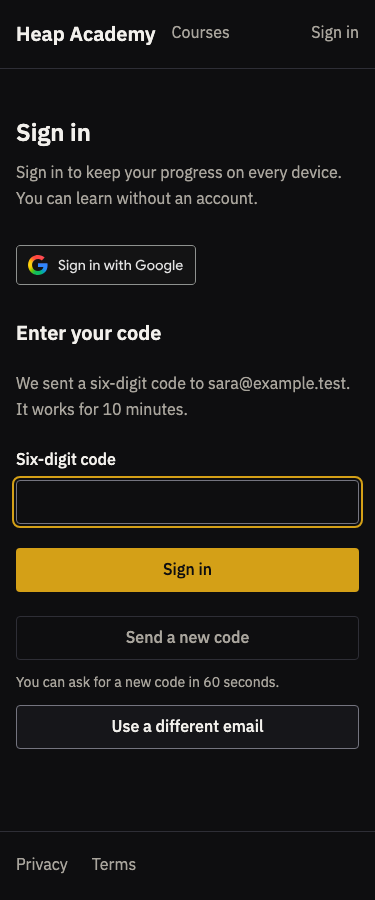 Heap Academy Courses Sign in
Sign in
Sign in to keep your progress on every device.
You can learn without an account.
Sign in with Google
Enter your code
We sent a six-digit code to sara@example.test.
It works for 10 minutes.
Six-digit code
Sign in
Send a new code
You can ask for a new code in 60 seconds.
Use a different email
Privacy Terms